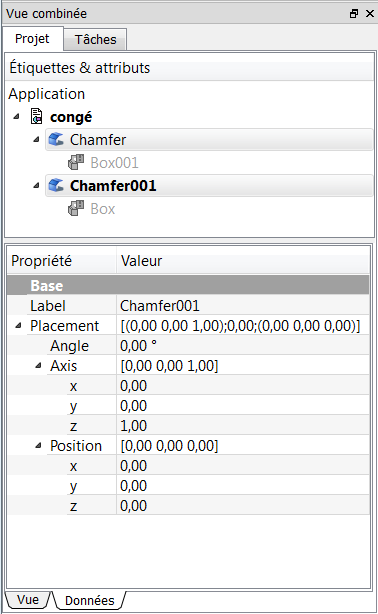 Vue combinée
Projet Tâches
Étiquettes & attributs
Application
congé
Chamfer
Box001
Chamfer001
Box
Propriété Valeur
Base
Label Chamfer001
Placement [(0,00 0,00 1,00);0,00;(0,00 0,00 0,00)]
Angle 0,00 °
Axis [0,00 0,00 1,00]
x 0,00
y 0,00
z 1,00
Position [0,00 0,00 0,00]
x 0,00
y 0,00
z 0,00
Vue Données